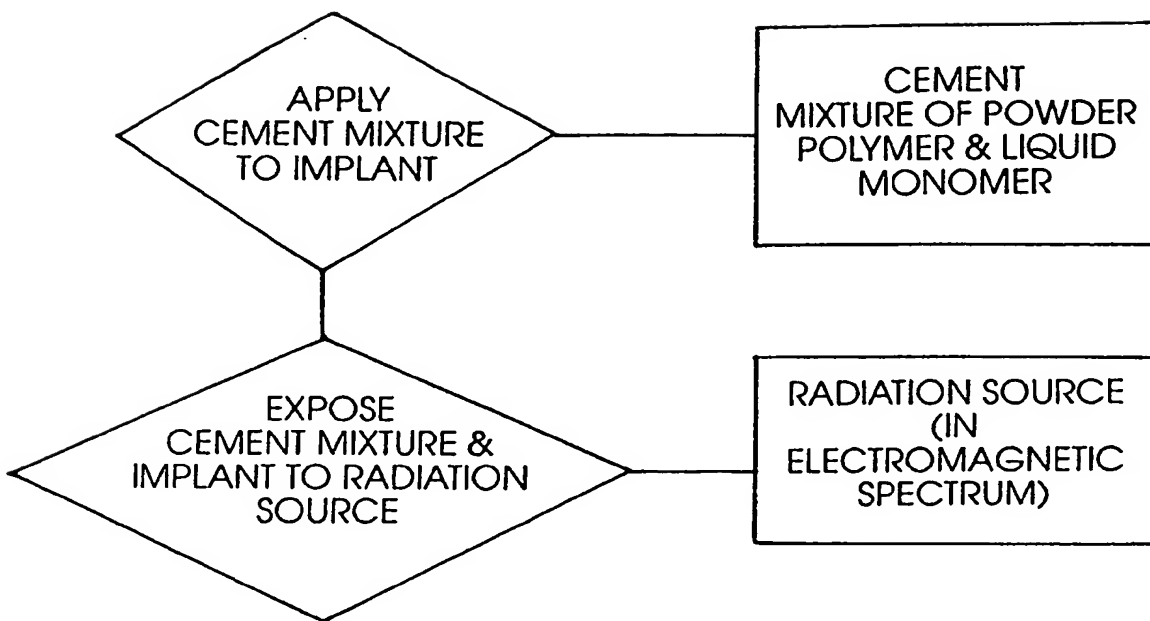 APPLY
CEMENT MIXTURE
TO IMPLANT
CEMENT
MIXTURE OF POWDER
POLYMER & LIQUID
MONOMER
EXPOSE
CEMENT MIXTURE &
IMPLANT TO RADIATION
SOURCE
RADIATION SOURCE
(IN
ELECTROMAGNETIC
SPECTRUM)